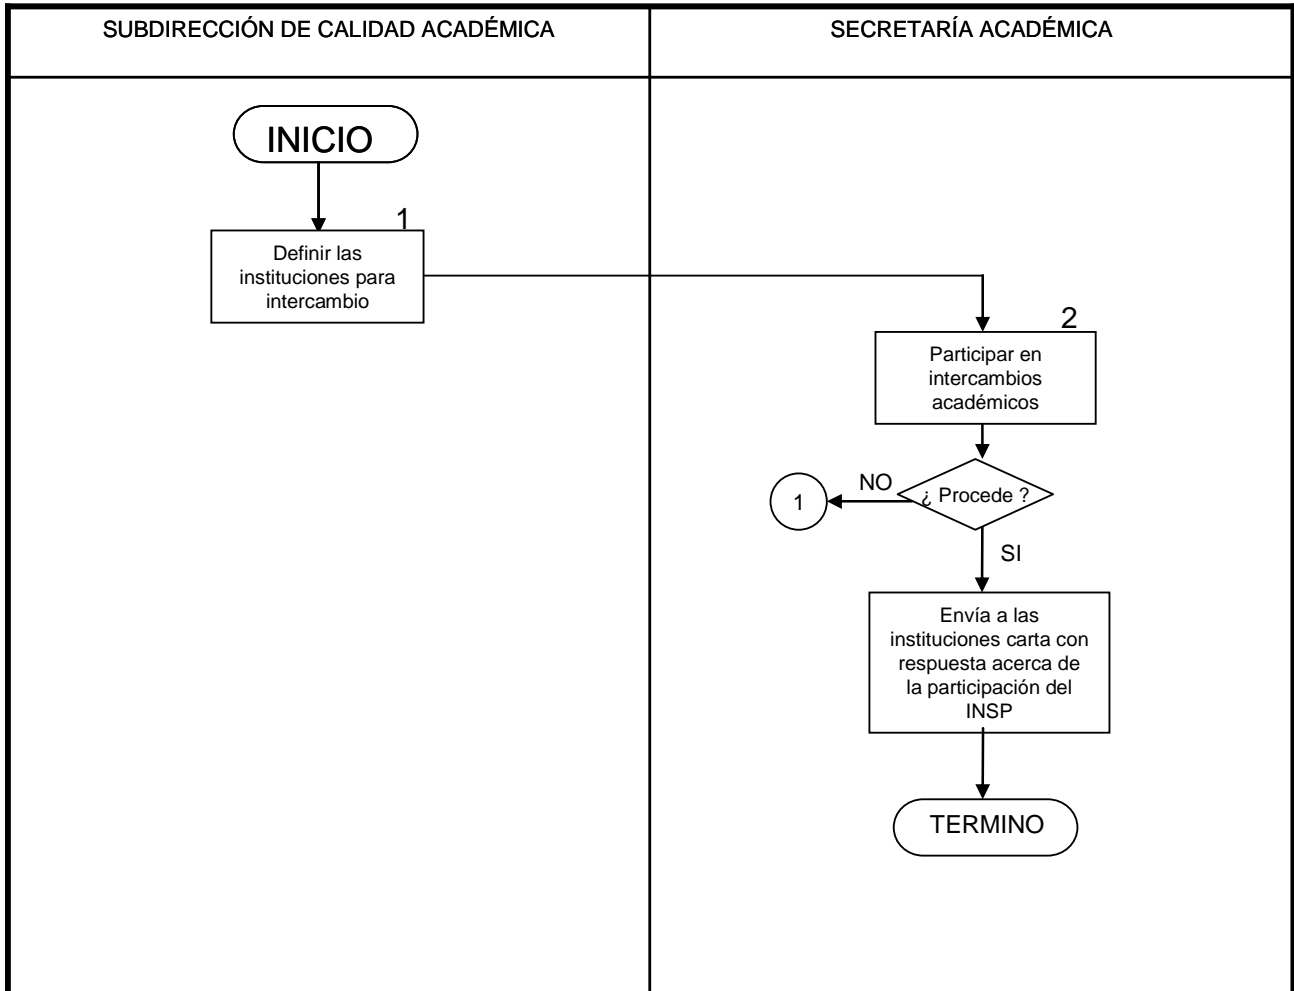 SUBDIRECCIÓN DE CALIDAD ACADÉMICA
SECRETARÍA ACADÉMICA
INICIO
1
Definir las
instituciones para
intercambio
2
Participar en
intercambios
académicos
NO
1
¿ Procede ?
SI
Envía a las
instituciones carta con
respuesta acerca de
la participación del
INSP
TERMINO